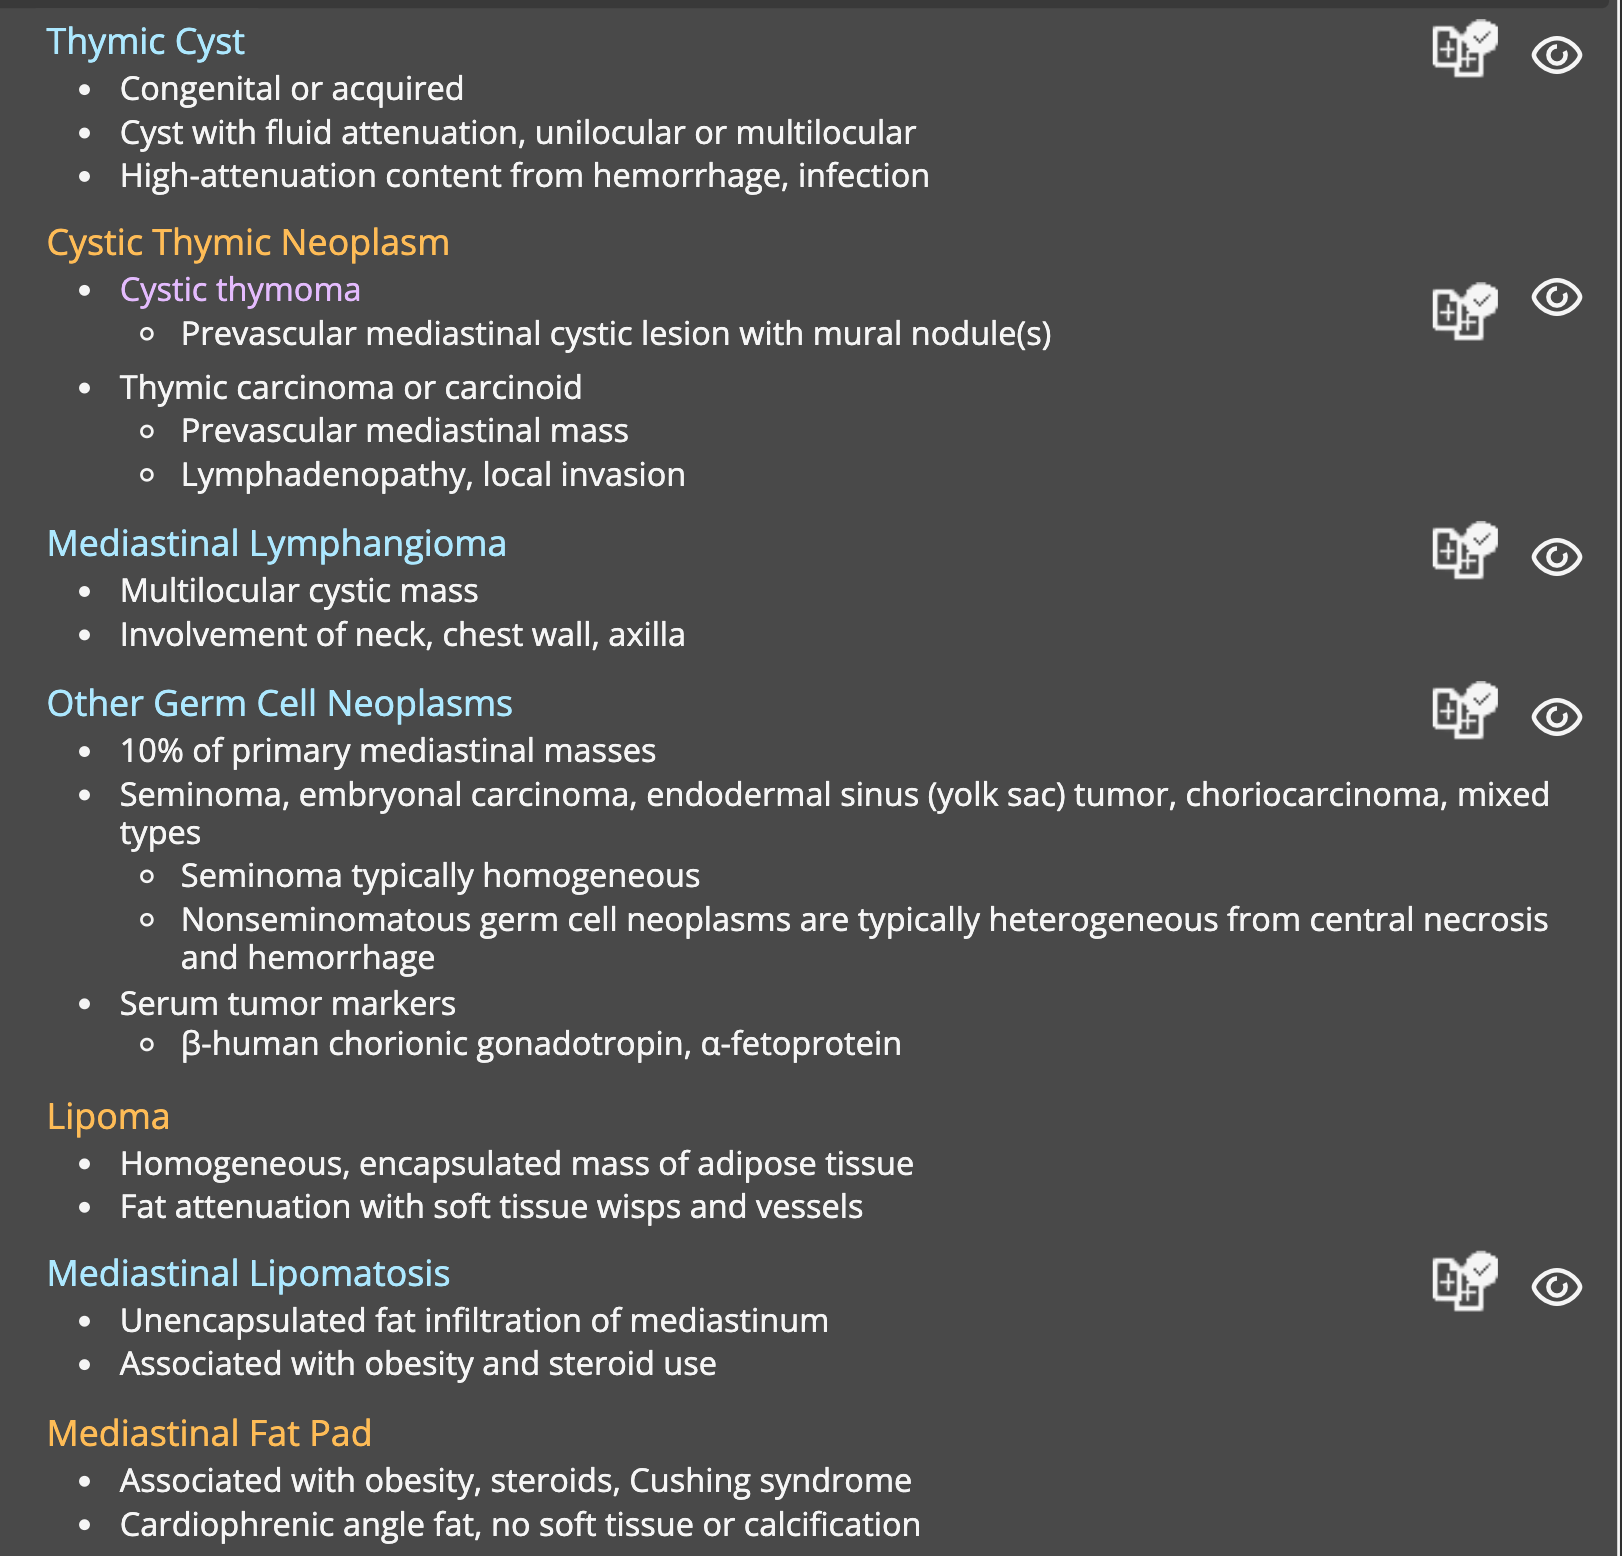 Thymic Cyst
• Congenital or acquired
• Cyst with fluid attenuation, unilocular or multilocular
• High-attenuation content from hemorrhage, infection
Cystic Thymic Neoplasm
• Cystic thymoma
◦ Prevascular mediastinal cystic lesion with mural nodule(s)
• Thymic carcinoma or carcinoid
◦ Prevascular mediastinal mass
◦ Lymphadenopathy, local invasion
Mediastinal Lymphangioma
• Multilocular cystic mass
• Involvement of neck, chest wall, axilla
Other Germ Cell Neoplasms
• 10% of primary mediastinal masses
• Seminoma, embryonal carcinoma, endodermal sinus (yolk sac) tumor, choriocarcinoma, mixed
types
◦ Seminoma typically homogeneous
◦ Nonseminomatous germ cell neoplasms are typically heterogeneous from central necrosis
and hemorrhage
• Serum tumor markers
◦ β-human chorionic gonadotropin, α-fetoprotein
Lipoma
• Homogeneous, encapsulated mass of adipose tissue
• Fat attenuation with soft tissue wisps and vessels
Mediastinal Lipomatosis
• Unencapsulated fat infiltration of mediastinum
• Associated with obesity and steroid use
Mediastinal Fat Pad
• Associated with obesity, steroids, Cushing syndrome
• Cardiophrenic angle fat, no soft tissue or calcification